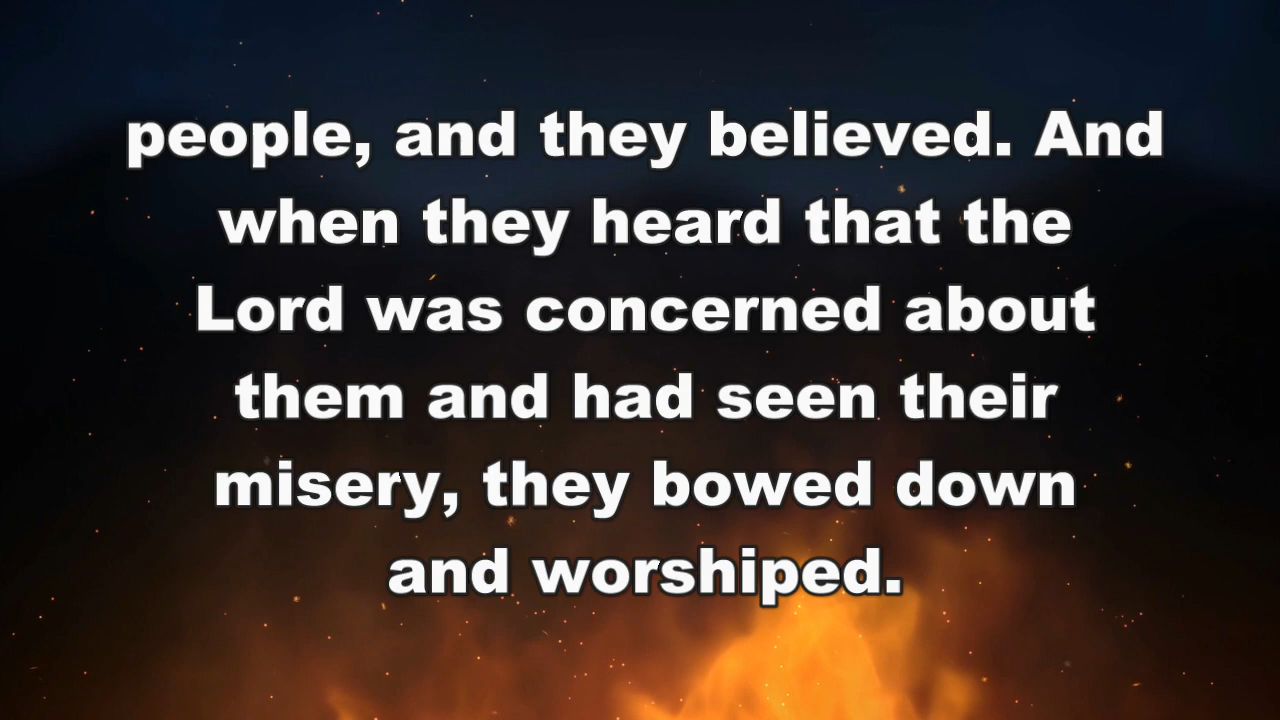 people, and they believed. And
when they heard that the
Lord was concerned about
them and had seen their
misery, they bowed down
and worshiped.